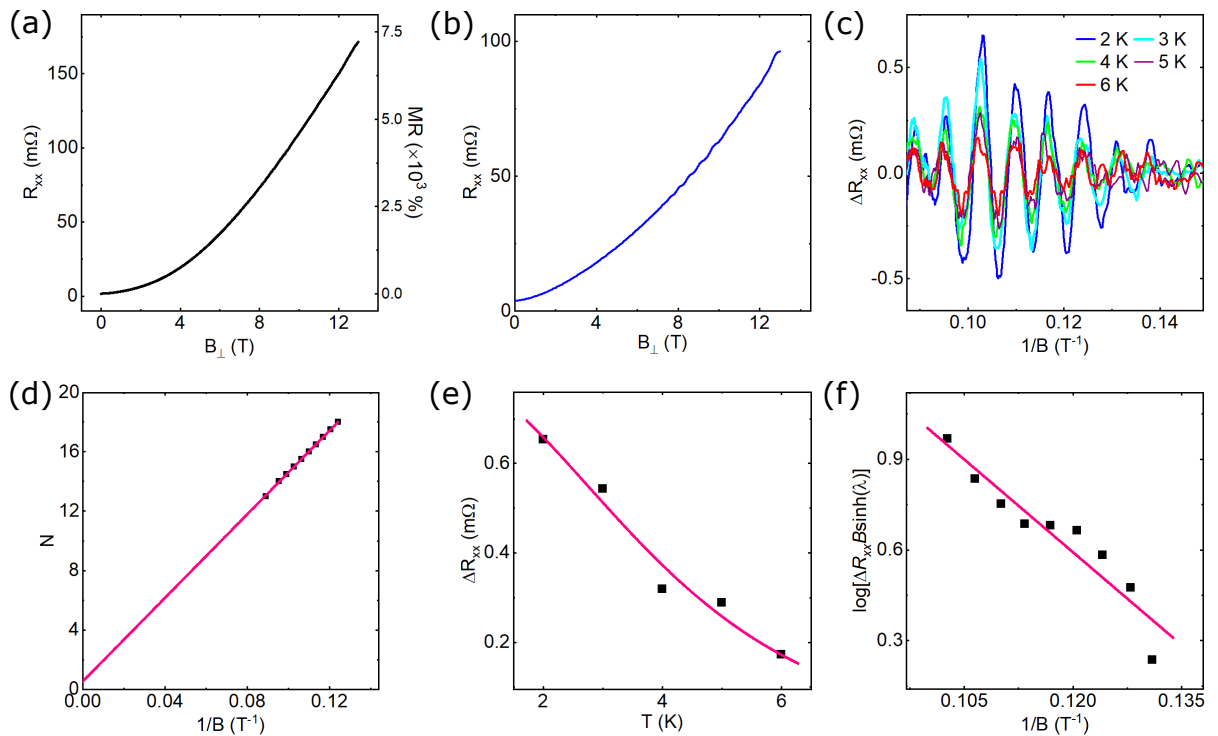 (a)
R_xx (mΩ)
150
100
50
0
7.5
5.0
2.5
0.0
MR (×10³ %)
0 4 8 12
B_⊥ (T)
(b)
R_xx (mΩ)
100
50
0
0 4 8 12
B_⊥ (T)
(c)
ΔR_xx (mΩ)
0.5
0.0
-0.5
2 K 3 K
4 K 5 K
6 K
0.10 0.12 0.14
1/B (T⁻¹)
(d)
N
20
16
12
8
4
0
0.00 0.04 0.08 0.12
1/B (T⁻¹)
(e)
ΔR_xx (mΩ)
0.6
0.4
0.2
2 3 4 5 6
T (K)
(f)
log[ΔR_xxBsinh(λ)]
0.9
0.6
0.3
0.105 0.120 0.135
1/B (T⁻¹)